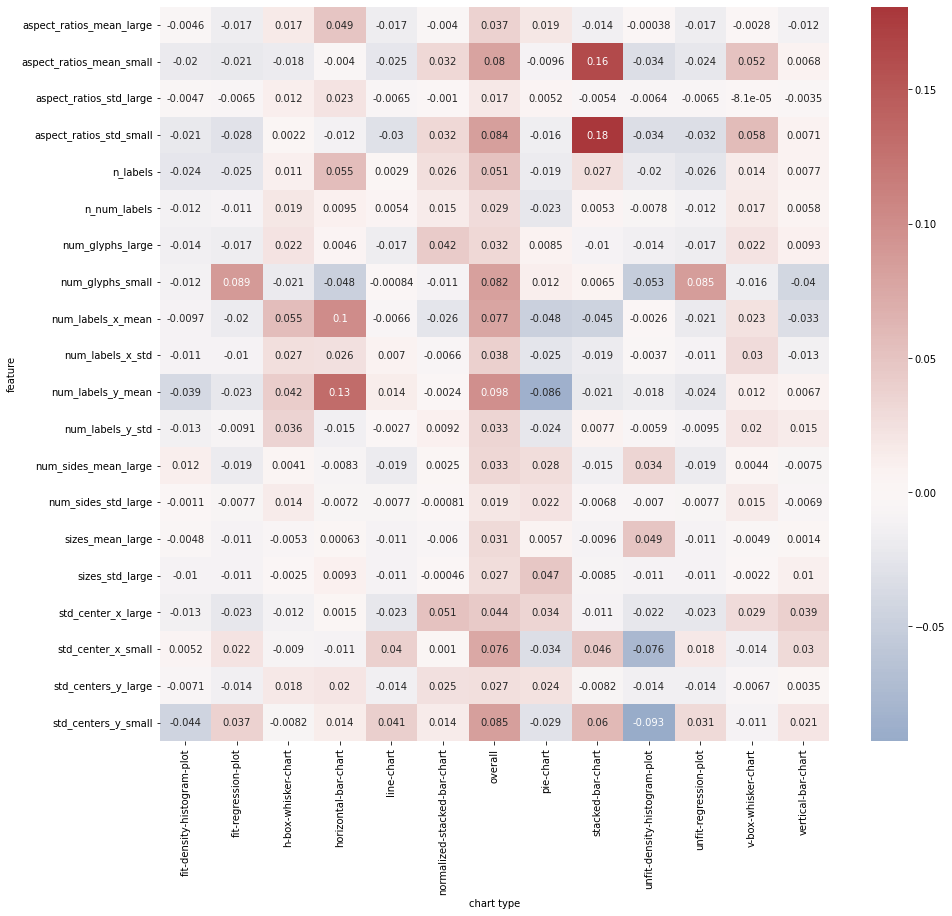 aspect_ratios_mean_large -0.0046 -0.017 0.017 0.049 -0.017 -0.004 0.037 0.019 -0.014 -0.00038 -0.017 -0.0028 -0.012
aspect_ratios_mean_small -0.02 -0.021 -0.018 -0.004 -0.025 0.032 0.08 -0.0096 0.16 -0.034 -0.024 0.052 0.0068
aspect_ratios_std_large -0.0047 -0.0065 0.012 0.023 -0.0065 -0.001 0.017 0.0052 -0.0054 -0.0064 -0.0065 -8.1e-05 -0.0035
aspect_ratios_std_small -0.021 -0.028 0.0022 -0.012 -0.03 0.032 0.084 -0.016 0.18 -0.034 -0.032 0.058 0.0071
n_labels -0.024 -0.025 0.011 0.055 0.0029 0.026 0.051 -0.019 0.027 -0.02 -0.026 0.014 0.0077
n_num_labels -0.012 -0.011 0.019 0.0095 0.0054 0.015 0.029 -0.023 0.0053 -0.0078 -0.012 0.017 0.0058
num_glyphs_large -0.014 -0.017 0.022 0.0046 -0.017 0.042 0.032 0.0085 -0.01 -0.014 -0.017 0.022 0.0093
num_glyphs_small -0.012 0.089 -0.021 -0.048 -0.00084 -0.011 0.082 0.012 0.0065 -0.053 0.085 -0.016 -0.04
num_labels_x_mean -0.0097 -0.02 0.055 0.1 -0.0066 -0.026 0.077 -0.048 -0.045 -0.0026 -0.021 0.023 -0.033
num_labels_x_std -0.011 -0.01 0.027 0.026 0.007 -0.0066 0.038 -0.025 -0.019 -0.0037 -0.011 0.03 -0.013
num_labels_y_mean -0.039 -0.023 0.042 0.13 0.014 -0.0024 0.098 -0.086 -0.021 -0.018 -0.024 0.012 0.0067
num_labels_y_std -0.013 -0.0091 0.036 -0.015 -0.0027 0.0092 0.033 -0.024 0.0077 -0.0059 -0.0095 0.02 0.015
num_sides_mean_large 0.012 -0.019 0.0041 -0.0083 -0.019 0.0025 0.033 0.028 -0.015 0.034 -0.019 0.0044 -0.0075
num_sides_std_large -0.0011 -0.0077 0.014 -0.0072 -0.0077 -0.00081 0.019 0.022 -0.0068 -0.007 -0.0077 0.015 -0.0069
sizes_mean_large -0.0048 -0.011 -0.0053 0.00063 -0.011 -0.006 0.031 0.0057 -0.0096 0.049 -0.011 -0.0049 0.0014
sizes_std_large -0.01 -0.011 -0.0025 0.0093 -0.011 -0.00046 0.027 0.047 -0.0085 -0.011 -0.011 -0.0022 0.01
std_center_x_large -0.013 -0.023 -0.012 0.0015 -0.023 0.051 0.044 0.034 -0.011 -0.022 -0.023 0.029 0.039
std_center_x_small 0.0052 0.022 -0.009 -0.011 0.04 0.001 0.076 -0.034 0.046 -0.076 0.018 -0.014 0.03
std_centers_y_large -0.0071 -0.014 0.018 0.02 -0.014 0.025 0.027 0.024 -0.0082 -0.014 -0.014 -0.0067 0.0035
std_centers_y_small -0.044 0.037 -0.0082 0.014 0.041 0.014 0.085 -0.029 0.06 -0.093 0.031 -0.011 0.021
feature
fit-density-histogram-plot
fit-regression-plot
h-box-whisker-chart
horizontal-bar-chart
line-chart
normalized-stacked-bar-chart
overall
pie-chart
stacked-bar-chart
unfit-density-histogram-plot
unfit-regression-plot
v-box-whisker-chart
vertical-bar-chart
chart type
0.15
0.10
0.05
0.00
−0.05